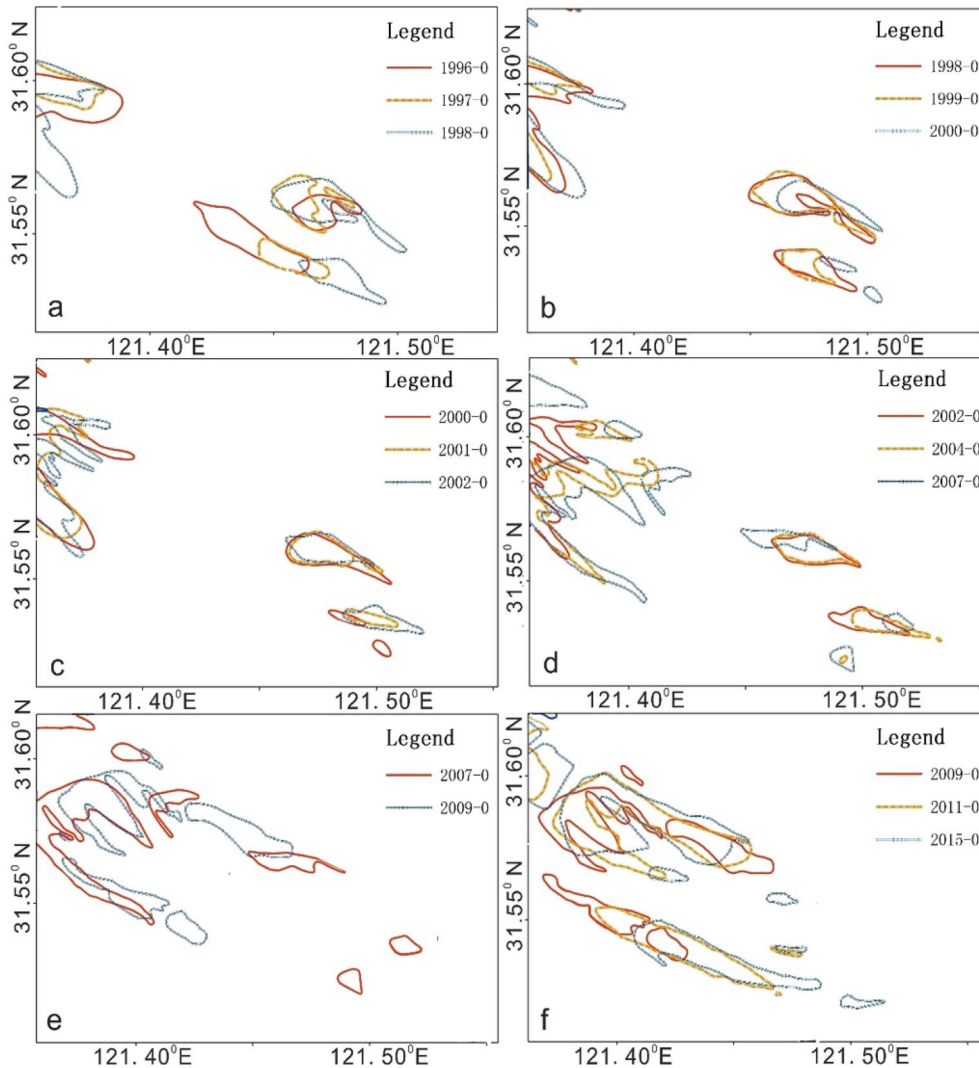 Legend
1996-0
1997-0
1998-0
31.60° N
31.55° N
a
121.40°E
121.50°E
Legend
1998-0
1999-0
2000-0
31.60° N
31.55° N
b
121.40°E
121.50°E
Legend
2000-0
2001-0
2002-0
31.60° N
31.55° N
c
121.40°E
121.50°E
Legend
2002-0
2004-0
2007-0
31.60° N
31.55° N
d
121.40°E
121.50°E
Legend
2007-0
2009-0
31.60° N
31.55° N
e
121.40°E
121.50°E
Legend
2009-0
2011-0
2015-0
31.60° N
31.55° N
f
121.40°E
121.50°E